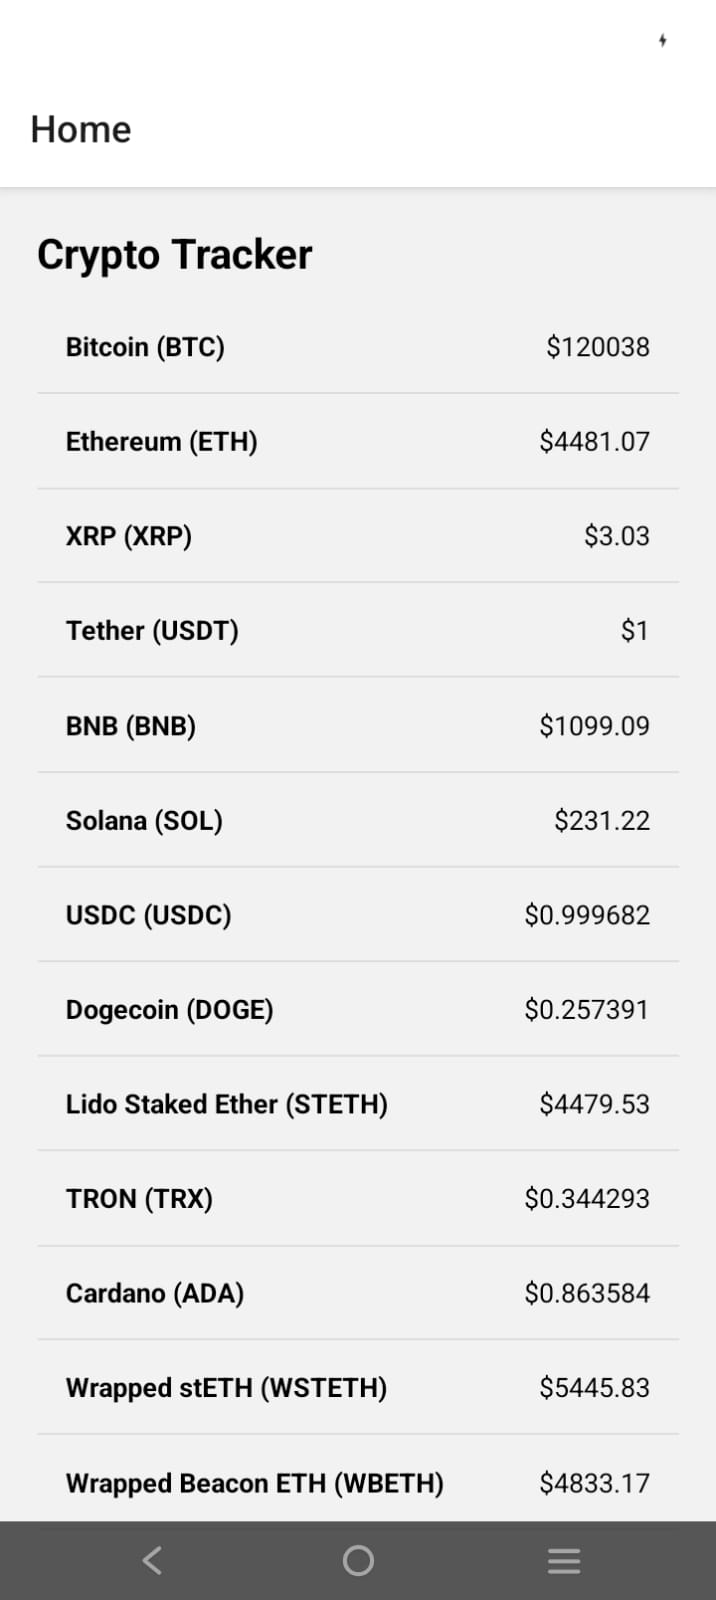 Home
Crypto Tracker
Bitcoin (BTC) $120038
Ethereum (ETH) $4481.07
XRP (XRP) $3.03
Tether (USDT) $1
BNB (BNB) $1099.09
Solana (SOL) $231.22
USDC (USDC) $0.999682
Dogecoin (DOGE) $0.257391
Lido Staked Ether (STETH) $4479.53
TRON (TRX) $0.344293
Cardano (ADA) $0.863584
Wrapped stETH (WSTETH) $5445.83
Wrapped Beacon ETH (WBETH) $4833.17